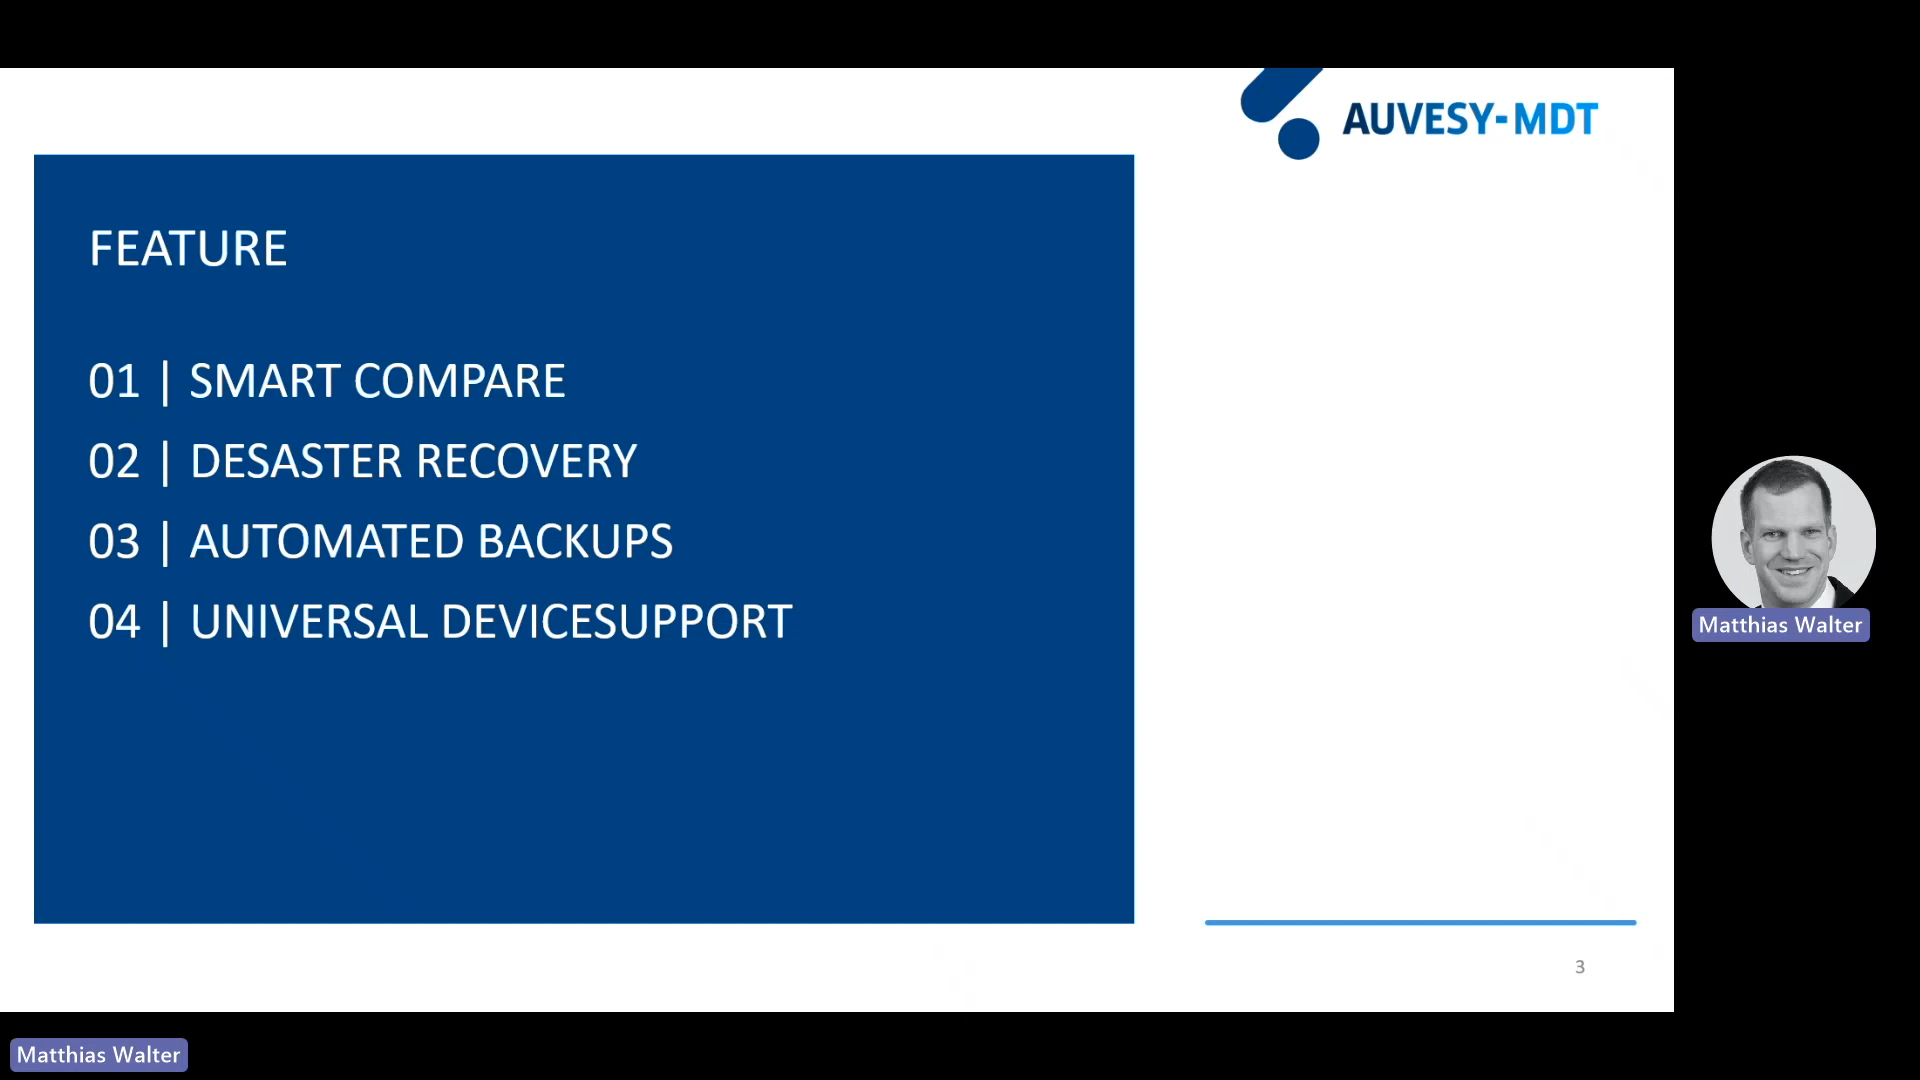 AUVESY-MDT
FEATURE
01 | SMART COMPARE
02 | DESASTER RECOVERY
03 | AUTOMATED BACKUPS
04 | UNIVERSAL DEVICESUPPORT
Matthias Walter
3
Matthias Walter